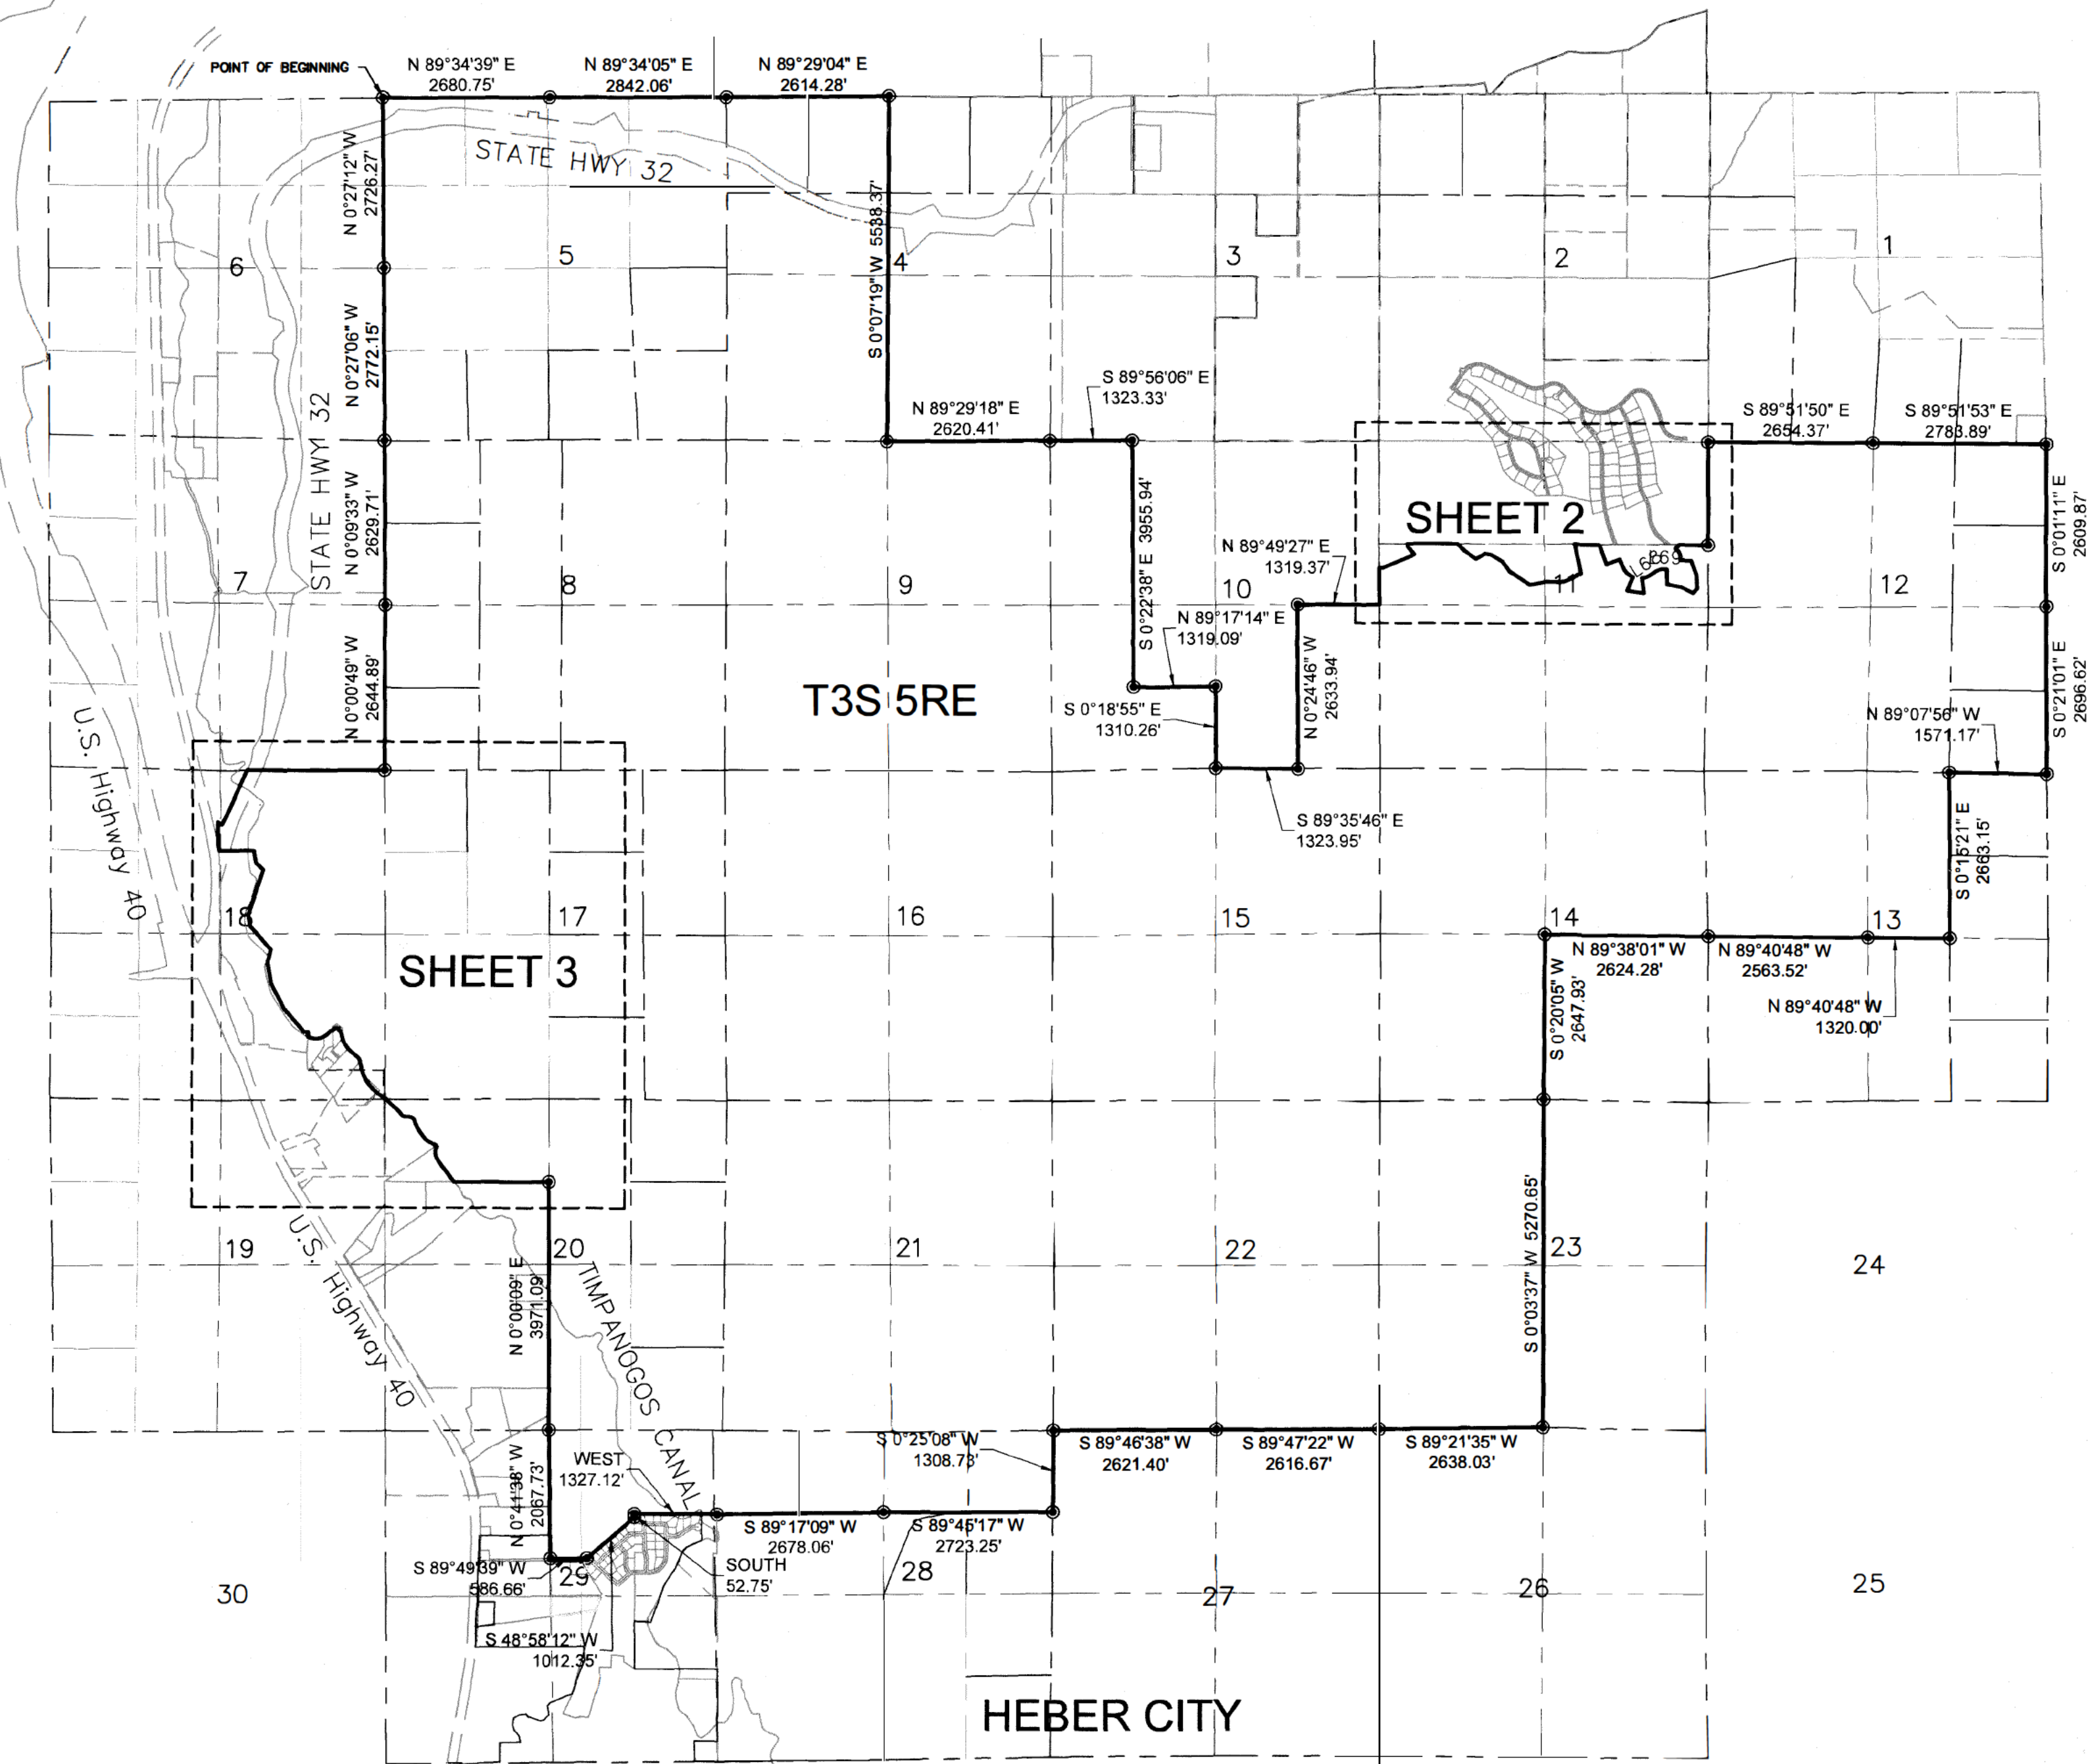 POINT OF BEGINNING
N 89°34'39" E
2680.75'
N 89°34'05" E
2842.06'
N 89°29'04" E
2614.28'
N 0°27'12" W
2726.27'
STATE HWY 32
S 0°07'19" W 5538.37'
6
5
4
3
2
1
N 0°27'06" W
2772.15'
STATE HWY 32
N 89°29'18" E
2620.41'
S 89°56'06" E
1323.33'
S 89°51'50" E
2654.37'
S 89°51'53" E
2783.89'
N 0°09'33" W
2629.71'
S 0°22'38" E 3955.94'
SHEET 2
S 0°01'11" E
2609.87'
N 89°49'27" E
1319.37'
7
8
9
10
11
12
N 89°17'14" E
1319.09'
N 0°00'49" W
2644.89'
T3S 5RE
S 0°18'55" E
1310.26'
N 0°24'46" W
2633.94'
S 0°21'01" E
2696.62'
N 89°07'56" W
1571.17'
U.S. Highway 40
S 89°35'46" E
1323.95'
S 0°15'21" E
2663.15'
18
17
16
15
14
13
SHEET 3
N 89°38'01" W
2624.28'
N 89°40'48" W
2563.52'
S 0°20'05" W
2647.93'
N 89°40'48" W
1320.00'
U.S. Highway 40
19
20
21
22
23
24
S 0°03'37" W 5270.65'
N 0°00'09" E
3971.09'
TIMPANOGOS CANAL
S 0°25'08" W
1308.73'
S 89°46'38" W
2621.40'
S 89°47'22" W
2616.67'
S 89°21'35" W
2638.03'
WEST
1327.12'
N 0°41'38" W
2067.73'
S 89°17'09" W
2678.06'
S 89°45'17" W
2723.25'
S 89°49'39" W
586.66'
SOUTH
52.75'
30
29
28
27
26
25
S 48°58'12" W
1012.35'
HEBER CITY